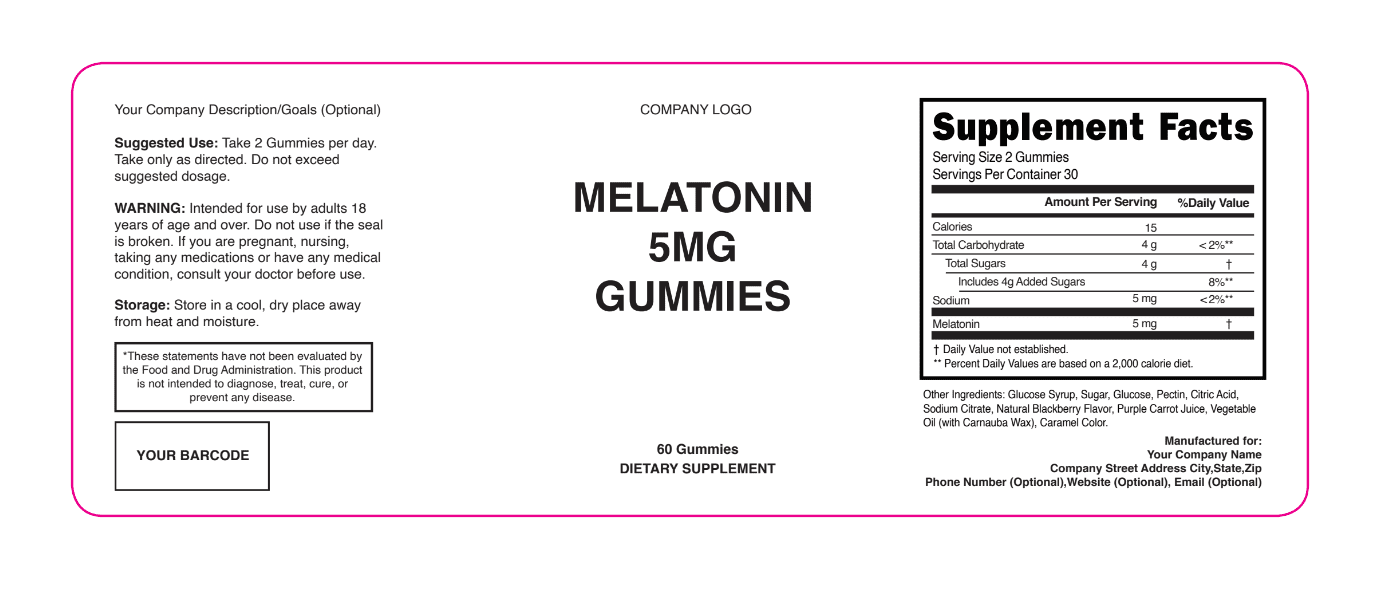 Your Company Description/Goals (Optional)
Suggested Use: Take 2 Gummies per day.
Take only as directed. Do not exceed
suggested dosage.
WARNING: Intended for use by adults 18
years of age and over. Do not use if the seal
is broken. If you are pregnant, nursing,
taking any medications or have any medical
condition, consult your doctor before use.
Storage: Store in a cool, dry place away
from heat and moisture.
*These statements have not been evaluated by
the Food and Drug Administration. This product
is not intended to diagnose, treat, cure, or
prevent any disease.
YOUR BARCODE
COMPANY LOGO
MELATONIN
5MG
GUMMIES
60 Gummies
DIETARY SUPPLEMENT
Supplement Facts
Serving Size 2 Gummies
Servings Per Container 30
Amount Per Serving %Daily Value
Calories 15
Total Carbohydrate 4 g <2%**
Total Sugars 4 g †
Includes 4g Added Sugars 8%**
Sodium 5 mg <2%**
Melatonin 5 mg †
† Daily Value not established.
** Percent Daily Values are based on a 2,000 calorie diet.
Other Ingredients: Glucose Syrup, Sugar, Glucose, Pectin, Citric Acid,
Sodium Citrate, Natural Blackberry Flavor, Purple Carrot Juice, Vegetable
Oil (with Carnauba Wax), Caramel Color.
Manufactured for:
Your Company Name
Company Street Address City,State,Zip
Phone Number (Optional),Website (Optional), Email (Optional)